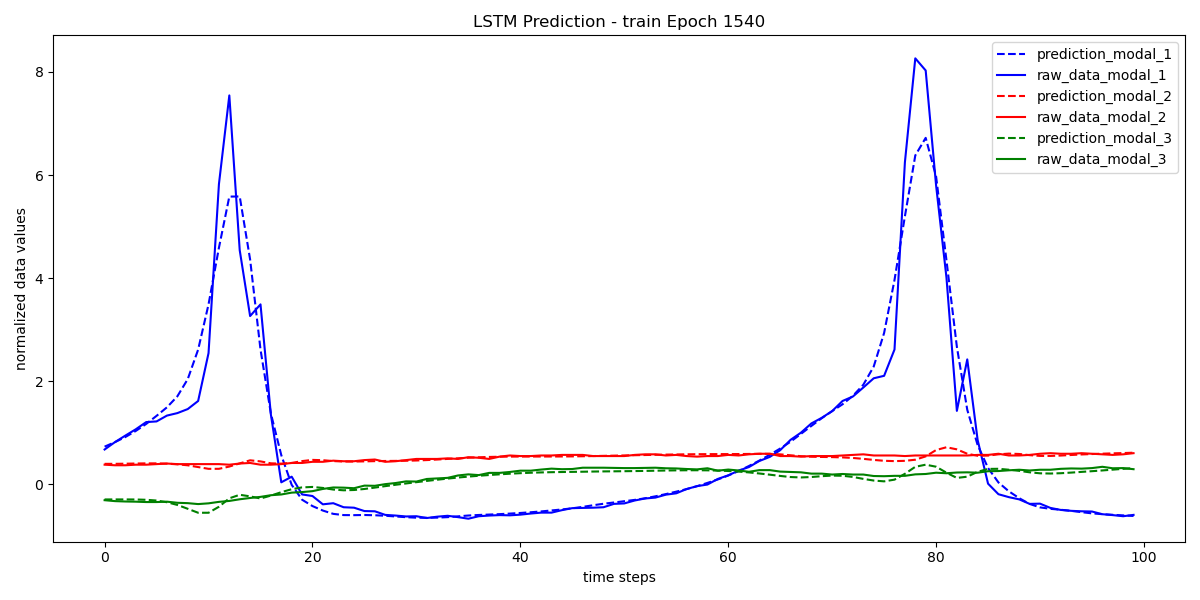 LSTM Prediction - train Epoch 1540
prediction_modal_1
raw_data_modal_1
prediction_modal_2
raw_data_modal_2
prediction_modal_3
raw_data_modal_3
normalized data values
8
6
4
2
0
0 20 40 60 80 100
time steps